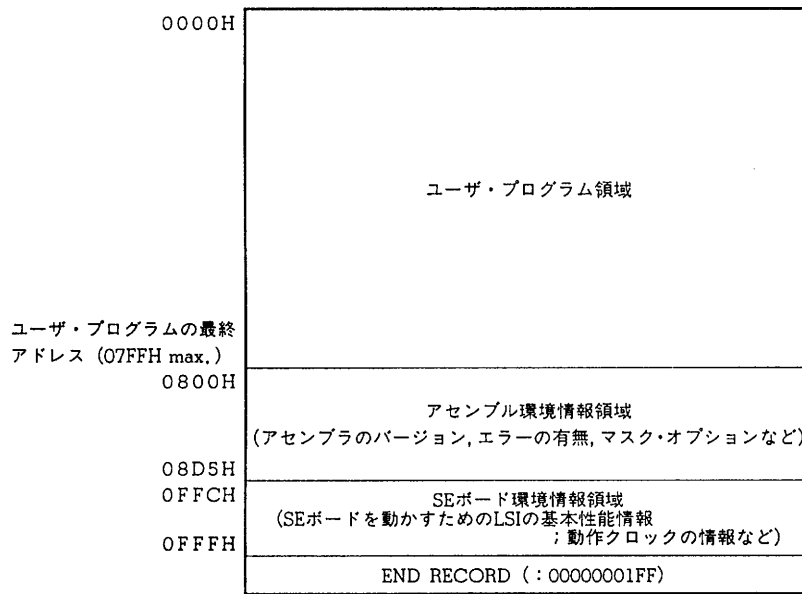 0000H
ユーザ・プログラム領域
ユーザ・プログラムの最終
アドレス (07FFH max.)
0800H
アセンブル環境情報領域
(アセンブラのバージョン, エラーの有無, マスク・オプションなど)
08D5H
0FFCH
SEボード環境情報領域
(SEボードを動かすためのLSIの基本性能情報
；動作クロックの情報など)
0FFFH
END RECORD (：00000001FF)